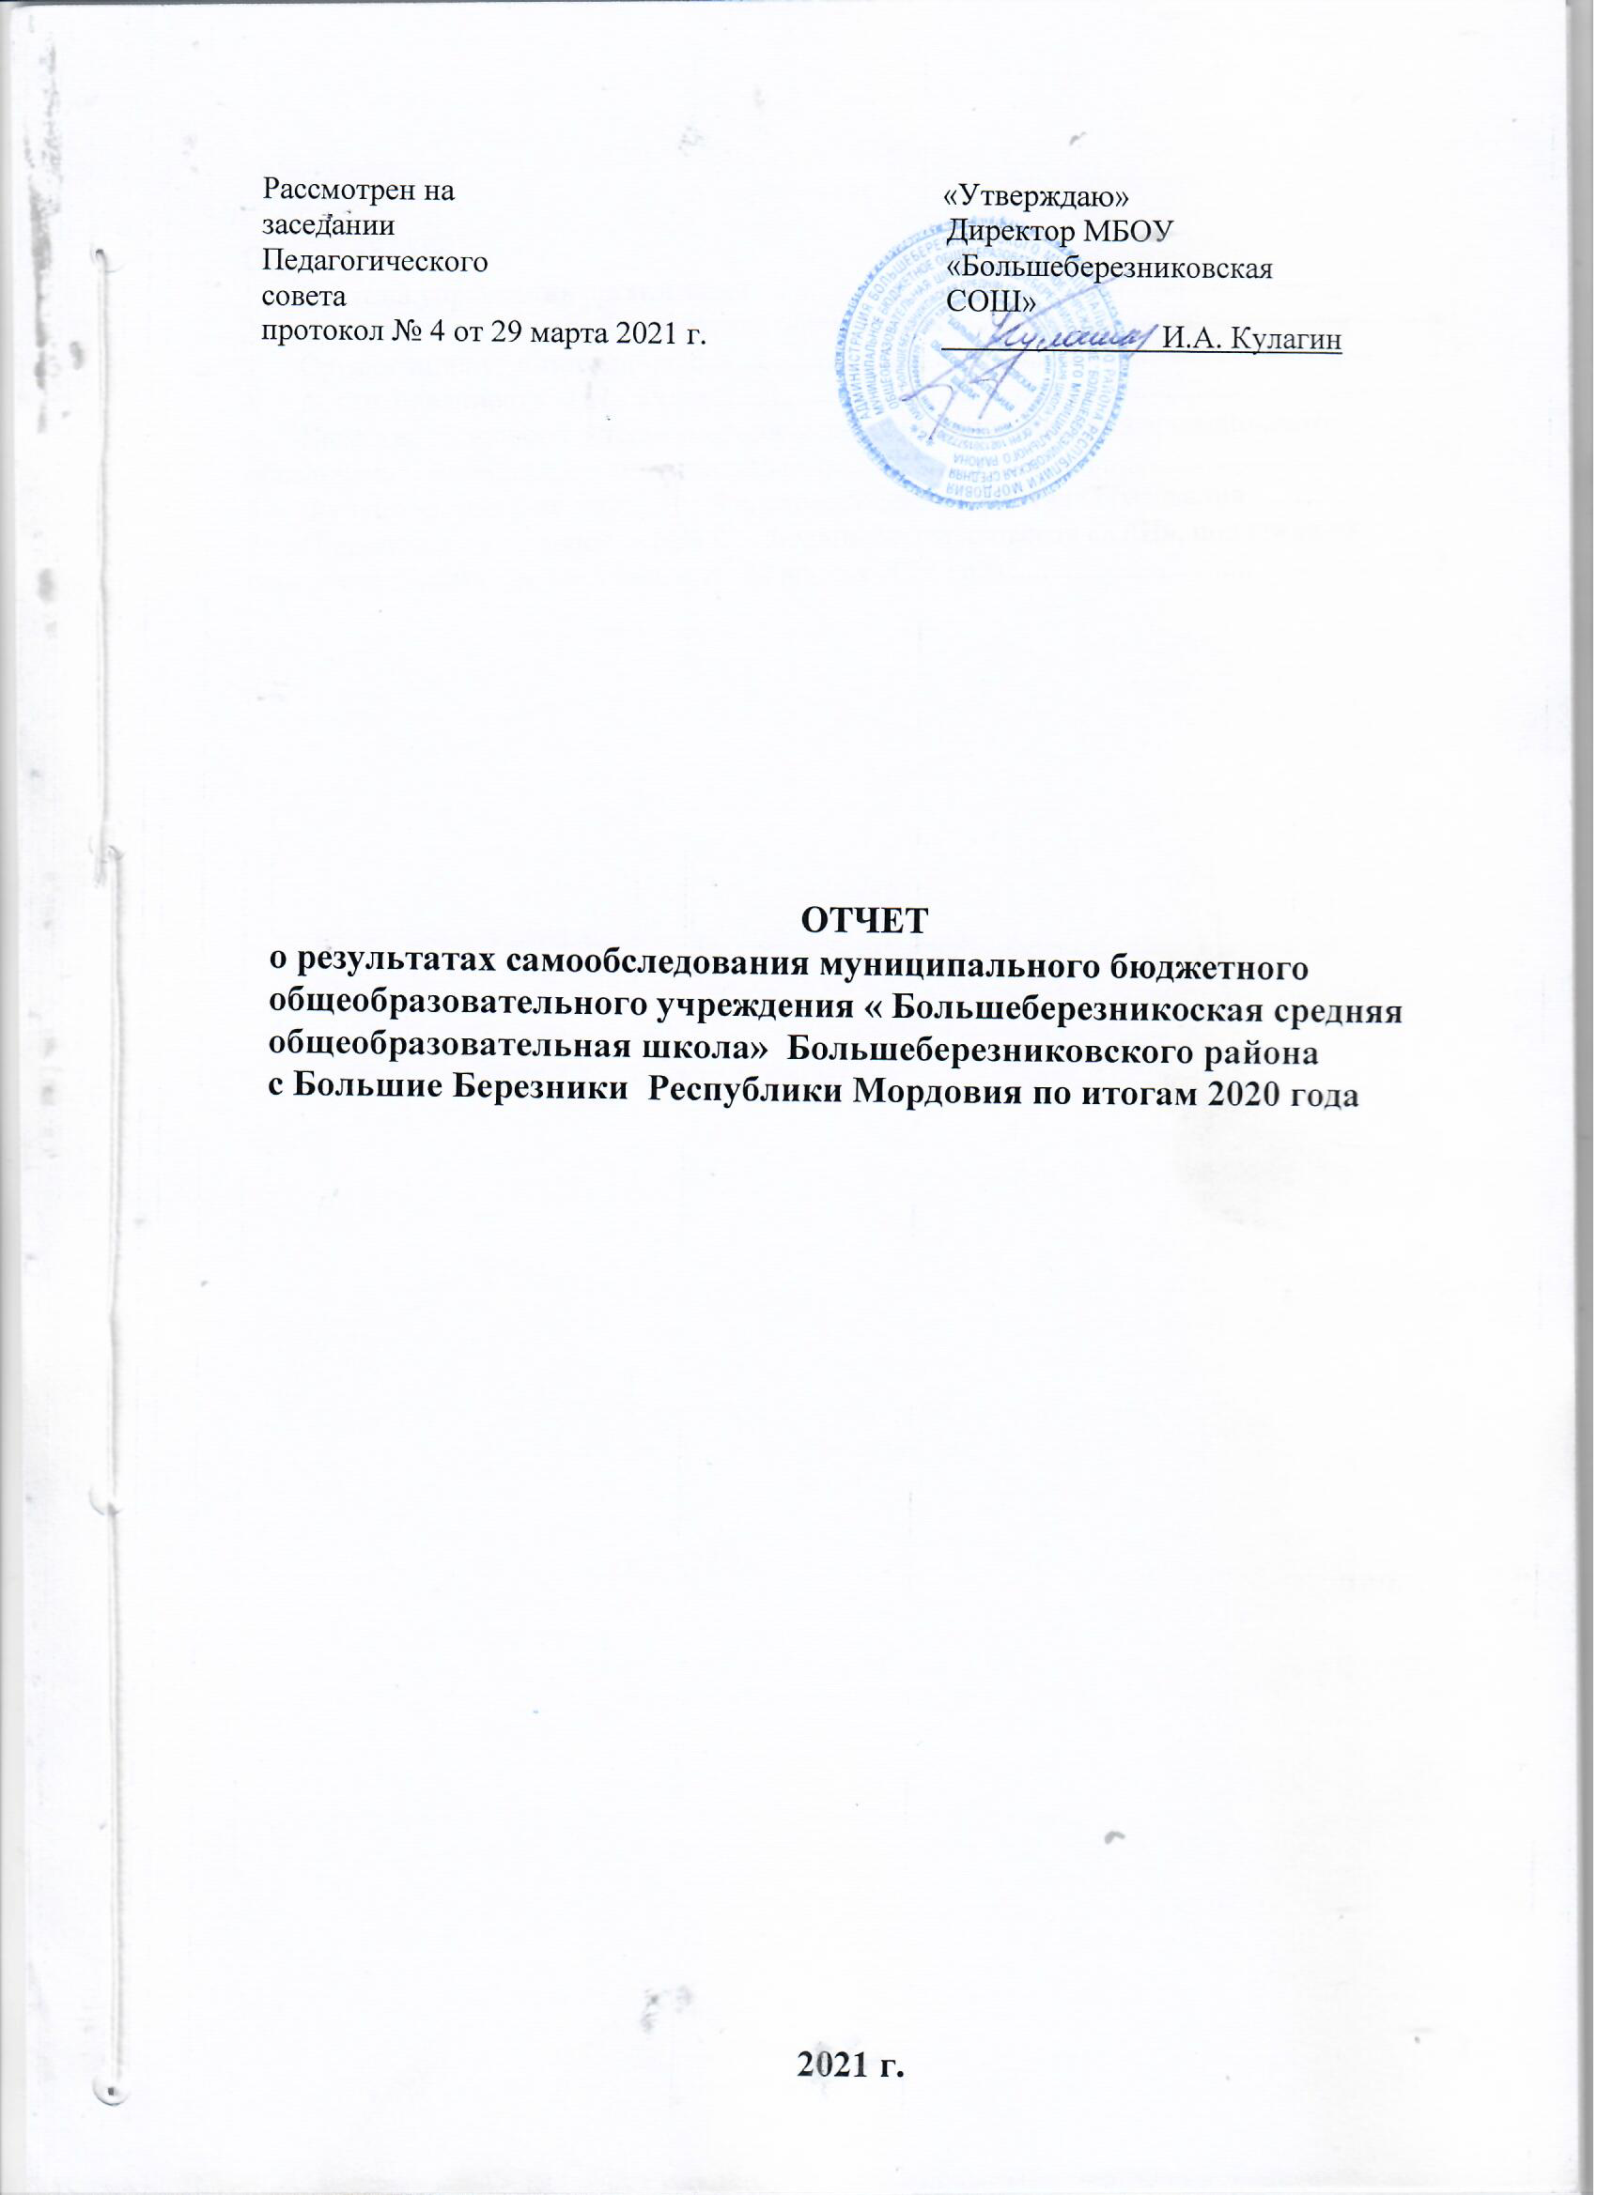 Рассмотрен на
заседании
Педагогического
совета
протокол № 4 от 29 марта 2021 г.
«Утверждаю»
Директор МБОУ
«Большеберезниковская
СОШ»
Кулагин И.А. Кулагин
ОТЧЕТ
о результатах самообследования муниципального бюджетного
общеобразовательного учреждения « Большеберезникоская средняя
общеобразовательная школа» Большеберезниковского района
с Большие Березники Республики Мордовия по итогам 2020 года
2021 г.